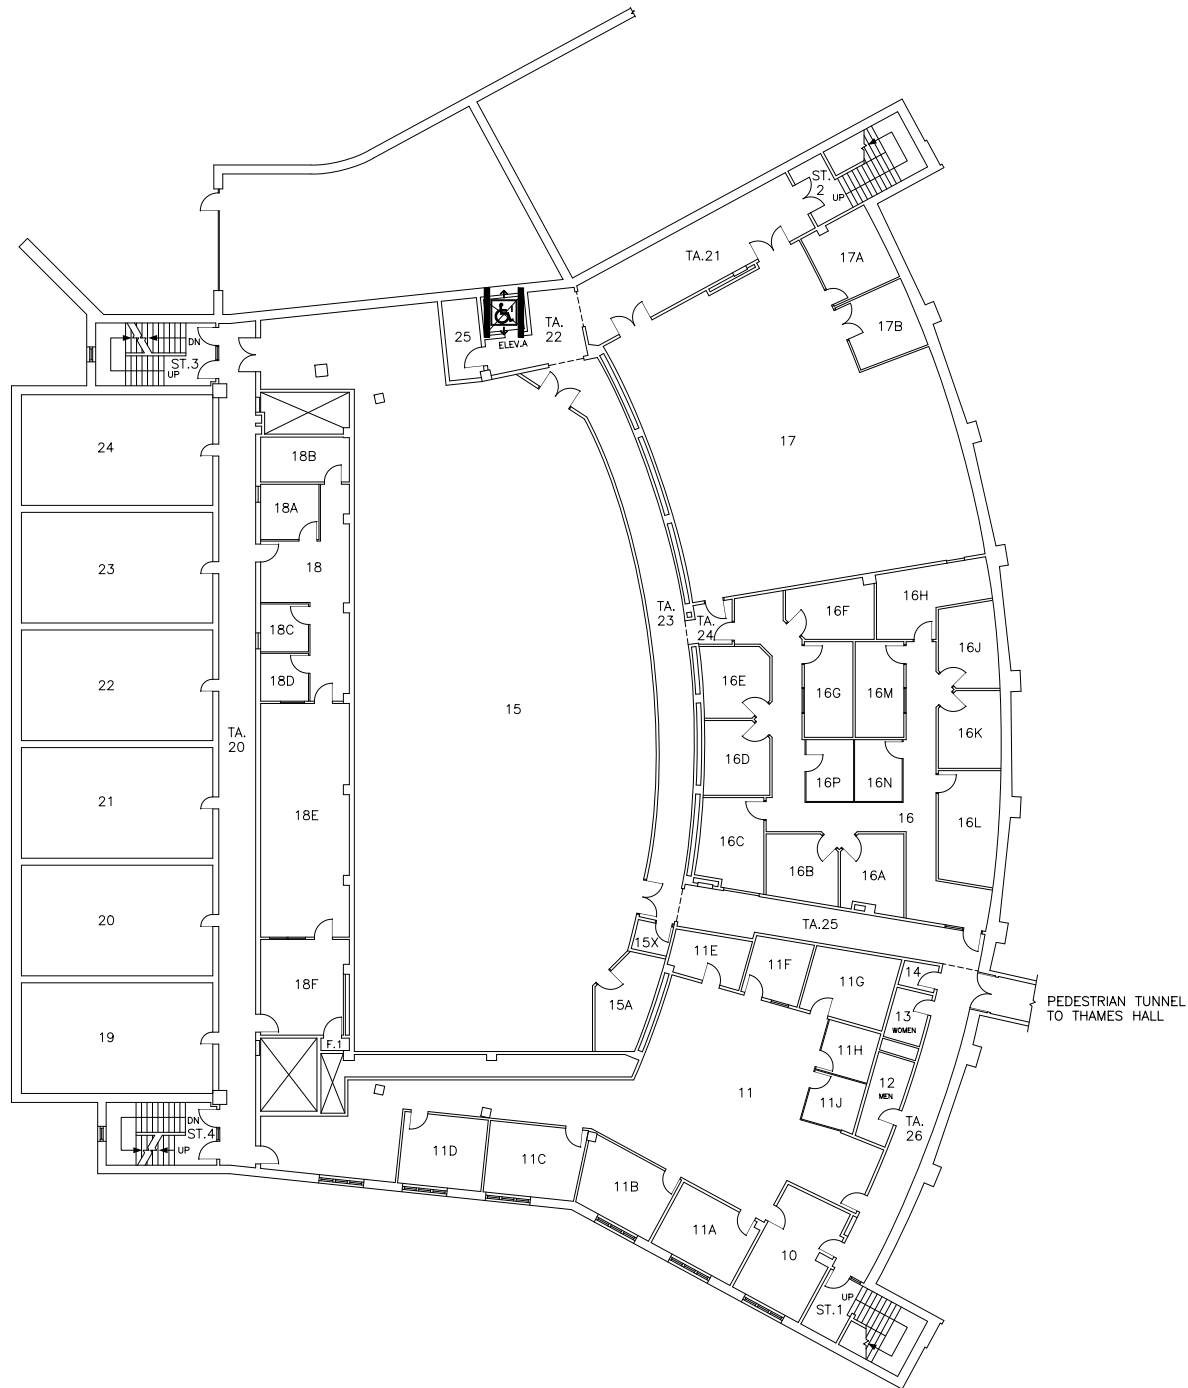 ST.
2
UP
TA.21
17A
TA.
22
25
ELEV.A
17B
DN
ST.3
UP
24
18B
17
18A
23
18
16H
16F
TA.
23
TA.
24
18C
16J
18D
16E
22
16G
16M
15
TA.
20
16K
16D
21
16P
16N
18E
16
16L
16C
16B
16A
20
TA.25
15X
11E
11F
14
11G
18F
15A
PEDESTRIAN TUNNEL
TO THAMES HALL
13
WOMEN
19
F.1
11H
12
MEN
11
11J
DN
ST.4
UP
TA.
26
11D
11C
11B
11A
10
UP
ST.1